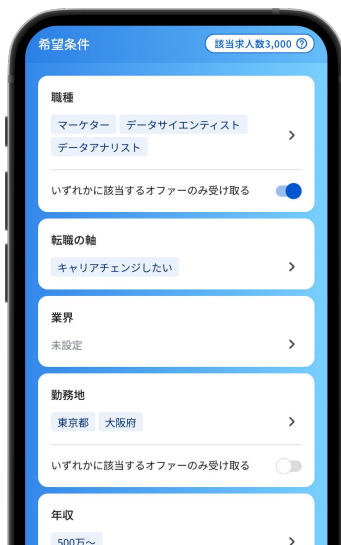 希望条件
該当求人数3,000 ?
職種
マーケター データサイエンティスト
データアナリスト
いずれかに該当するオファーのみ受け取る
転職の軸
キャリアチェンジしたい
業界
未設定
勤務地
東京都 大阪府
いずれかに該当するオファーのみ受け取る
年収
500万〜